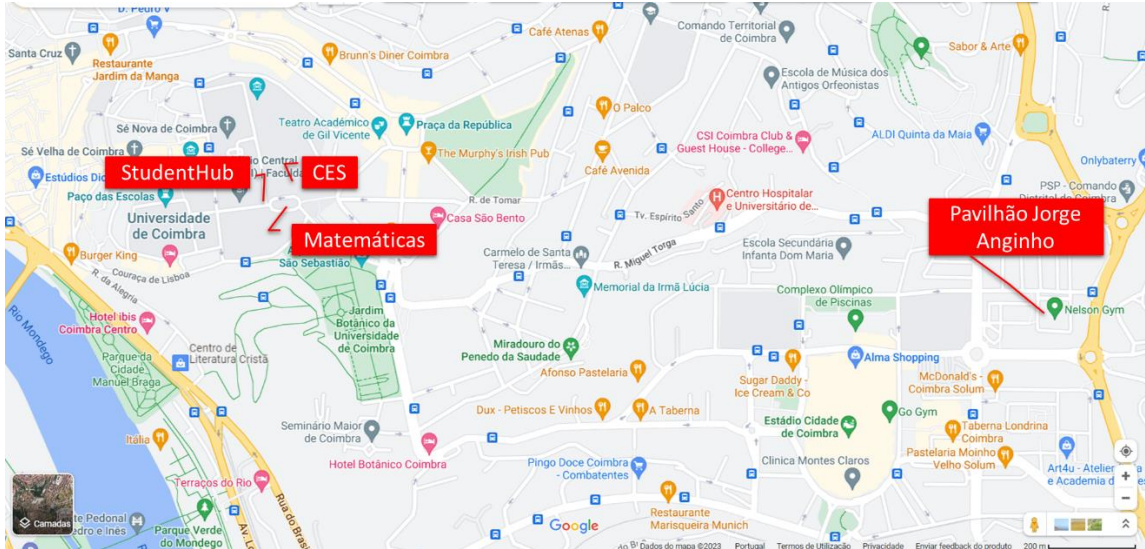 D. Pedro V
Café Atenas
Comando Territorial
de Coimbra
Santa Cruz
Restaurante
Jardim da Manga
Brunn's Diner Coimbra
Sabor & Arte
Escola de Música dos
Antigos Orfeonistas
O Palco
Sé Nova de Coimbra
Teatro Académico
de Gil Vicente
Praça da República
CSI Coimbra Club &
Guest House - College...
ALDI Quinta da Maia
Sé Velha de Coimbra
The Murphy's Irish Pub
Café Avenida
Onlybaterry
Estúdios
StudentHub
Central
CES
PSP - Comando
Distrital de Coimbra
Paço das Escolas
R. de Tomar
Tv. Espírito Santo
Centro Hospitalar
e Universitário de...
Universidade
de Coimbra
Casa São Bento
Pavilhão Jorge
Anginho
Matemáticas
São Sebastião
Burger King
Couraça de Lisboa
Carmelo de Santa
Teresa / Irmãs...
R. Miguel Torga
Escola Secundária
Infanta Dom Maria
R. da Alegria
Memorial da Irmã Lúcia
Complexo Olímpico
de Piscinas
Rio Mondego
Hotel ibis
Coimbra Centro
Jardim
Botânico da
Universidade
de Coimbra
Nelson Gym
Centro de
Literatura Cristã
Parque da
Cidade
Manuel Braga
Miradouro do
Penedo da Saudade
Afonso Pastelaria
Alma Shopping
Sugar Daddy -
Ice Cream & Co
McDonald's -
Coimbra Solum
Dux - Petiscos E Vinhos
A Taberna
Go Gym
Estádio Cidade
de Coimbra
Taberna Londrina
Coimbra
Seminário Maior
de Coimbra
Itália
Hotel Botânico Coimbra
Pingo Doce Coimbra
- Combatentes
Clinica Montes Claros
Pastelaria Moinho
Velho Solum
Art4u - Atelier
e Academia de
Terraços do Rio
Camadas
Rua do Brasil
Restaurante
Marisqueira Munich
Parque Verde
do Mondego
Google
Dados do mapa ©2023 Portugal Termos de Utilização Privacidade Enviar feedback do produto 200 m